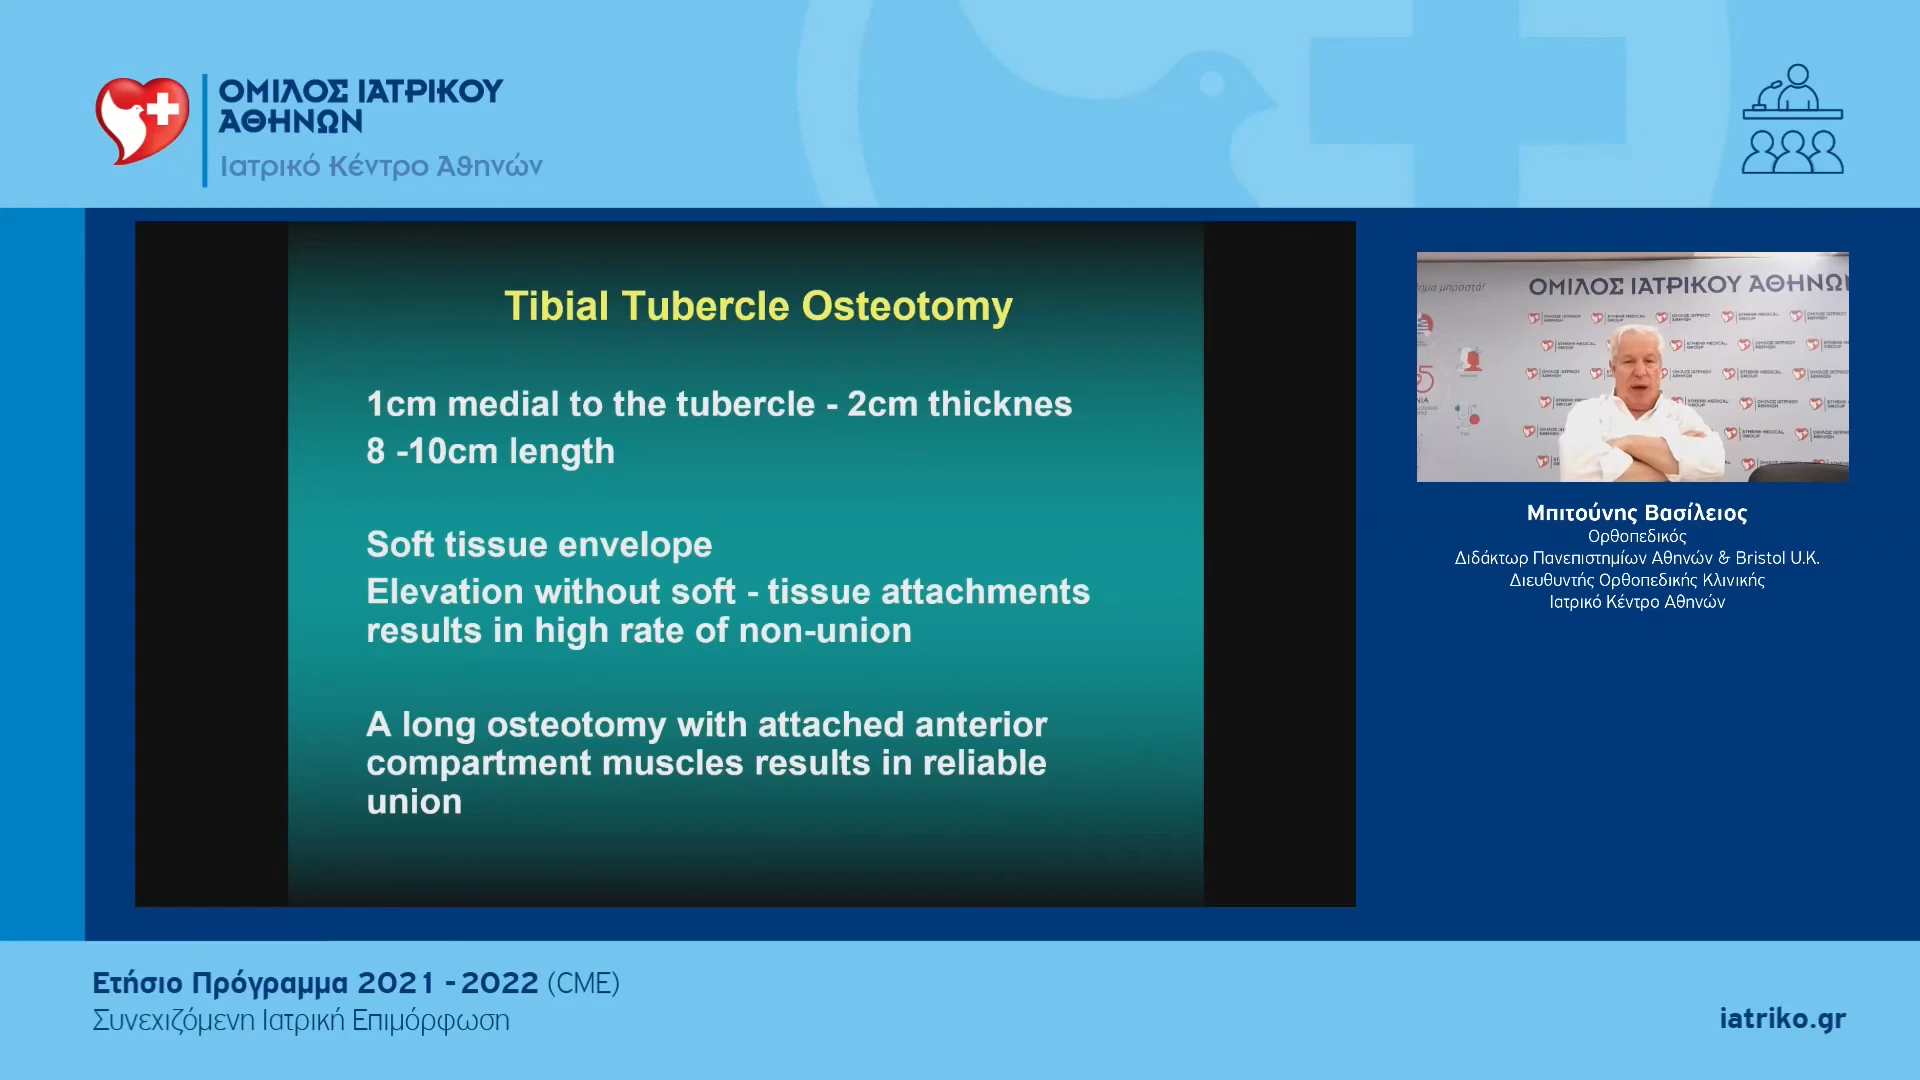 ΟΜΙΛΟΣ ΙΑΤΡΙΚΟΥ
ΑΘΗΝΩΝ
Ιατρικό Κέντρο Αθηνών
Tibial Tubercle Osteotomy
1cm medial to the tubercle - 2cm thicknes
8 -10cm length
Soft tissue envelope
Elevation without soft - tissue attachments
results in high rate of non-union
A long osteotomy with attached anterior
compartment muscles results in reliable
union
ΟΜΙΛΟΣ ΙΑΤΡΙΚΟΥ ΑΘΗΝΩΝ
Μπιτούνης Βασίλειος
Ορθοπεδικός
Διδάκτωρ Πανεπιστημίων Αθηνών & Bristol U.K.
Διευθυντής Ορθοπεδικής Κλινικής
Ιατρικό Κέντρο Αθηνών
Ετήσιο Πρόγραμμα 2021 - 2022 (CME)
Συνεχιζόμενη Ιατρική Επιμόρφωση
iatriko.gr